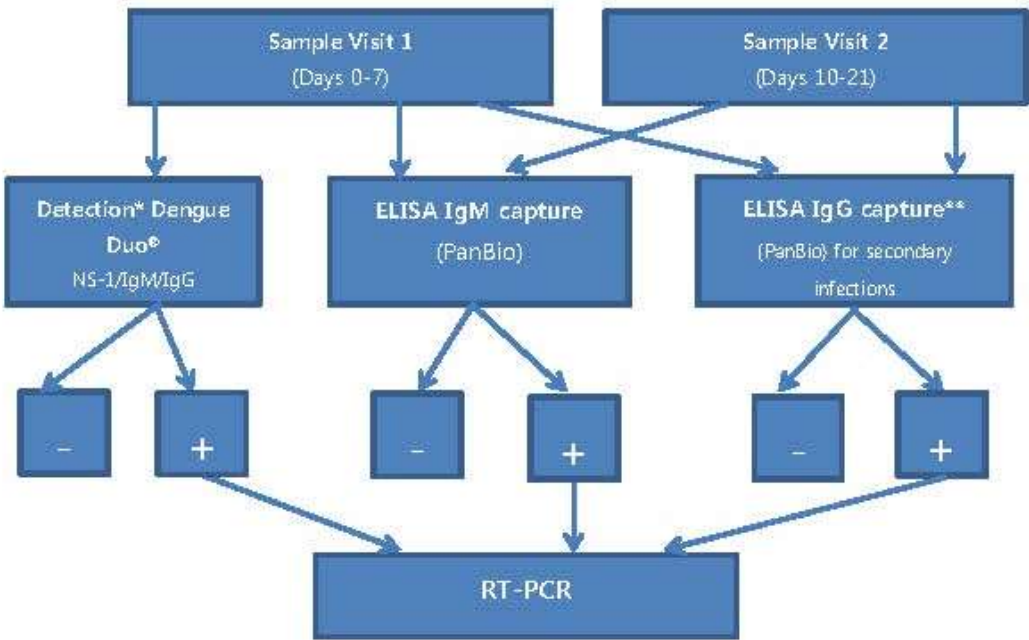 Sample Visit 1
(Days 0-7)
Sample Visit 2
(Days 10-21)
Detection* Dengue
Duo®
NS-1/IgM/IgG
ELISA IgM capture
(PanBio)
ELISA IgG capture**
(PanBio) for secondary
infections
-
+
-
+
-
+
RT-PCR